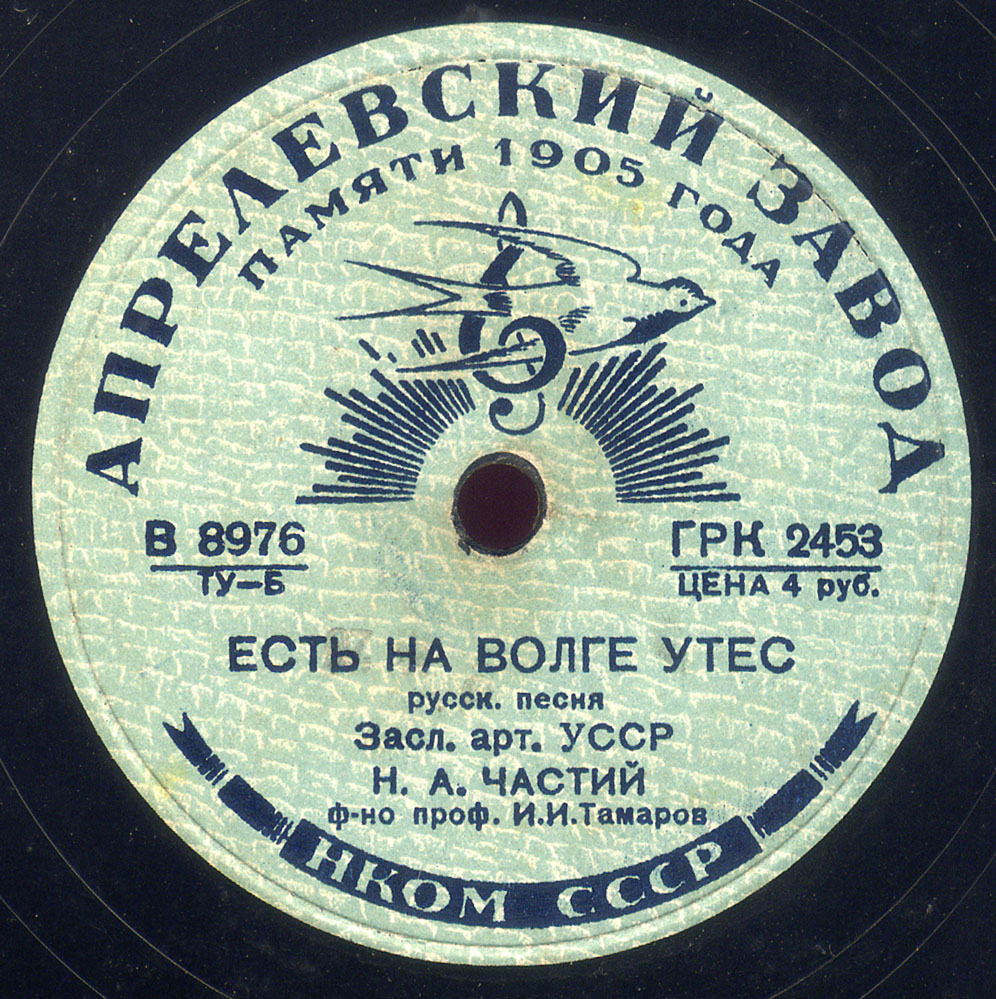 АПРЕЛЕВСКИЙ ЗАВОД
ПАМЯТИ 1905 ГОДА
В 8976
ТУ-Б
ГРК 2453
ЦЕНА 4 руб.
ЕСТЬ НА ВОЛГЕ УТЕС
русск. песня
Засл. арт. УССР
Н. А. ЧАСТИЙ
ф-но проф. И.И.Тамаров
НКОМ СССР